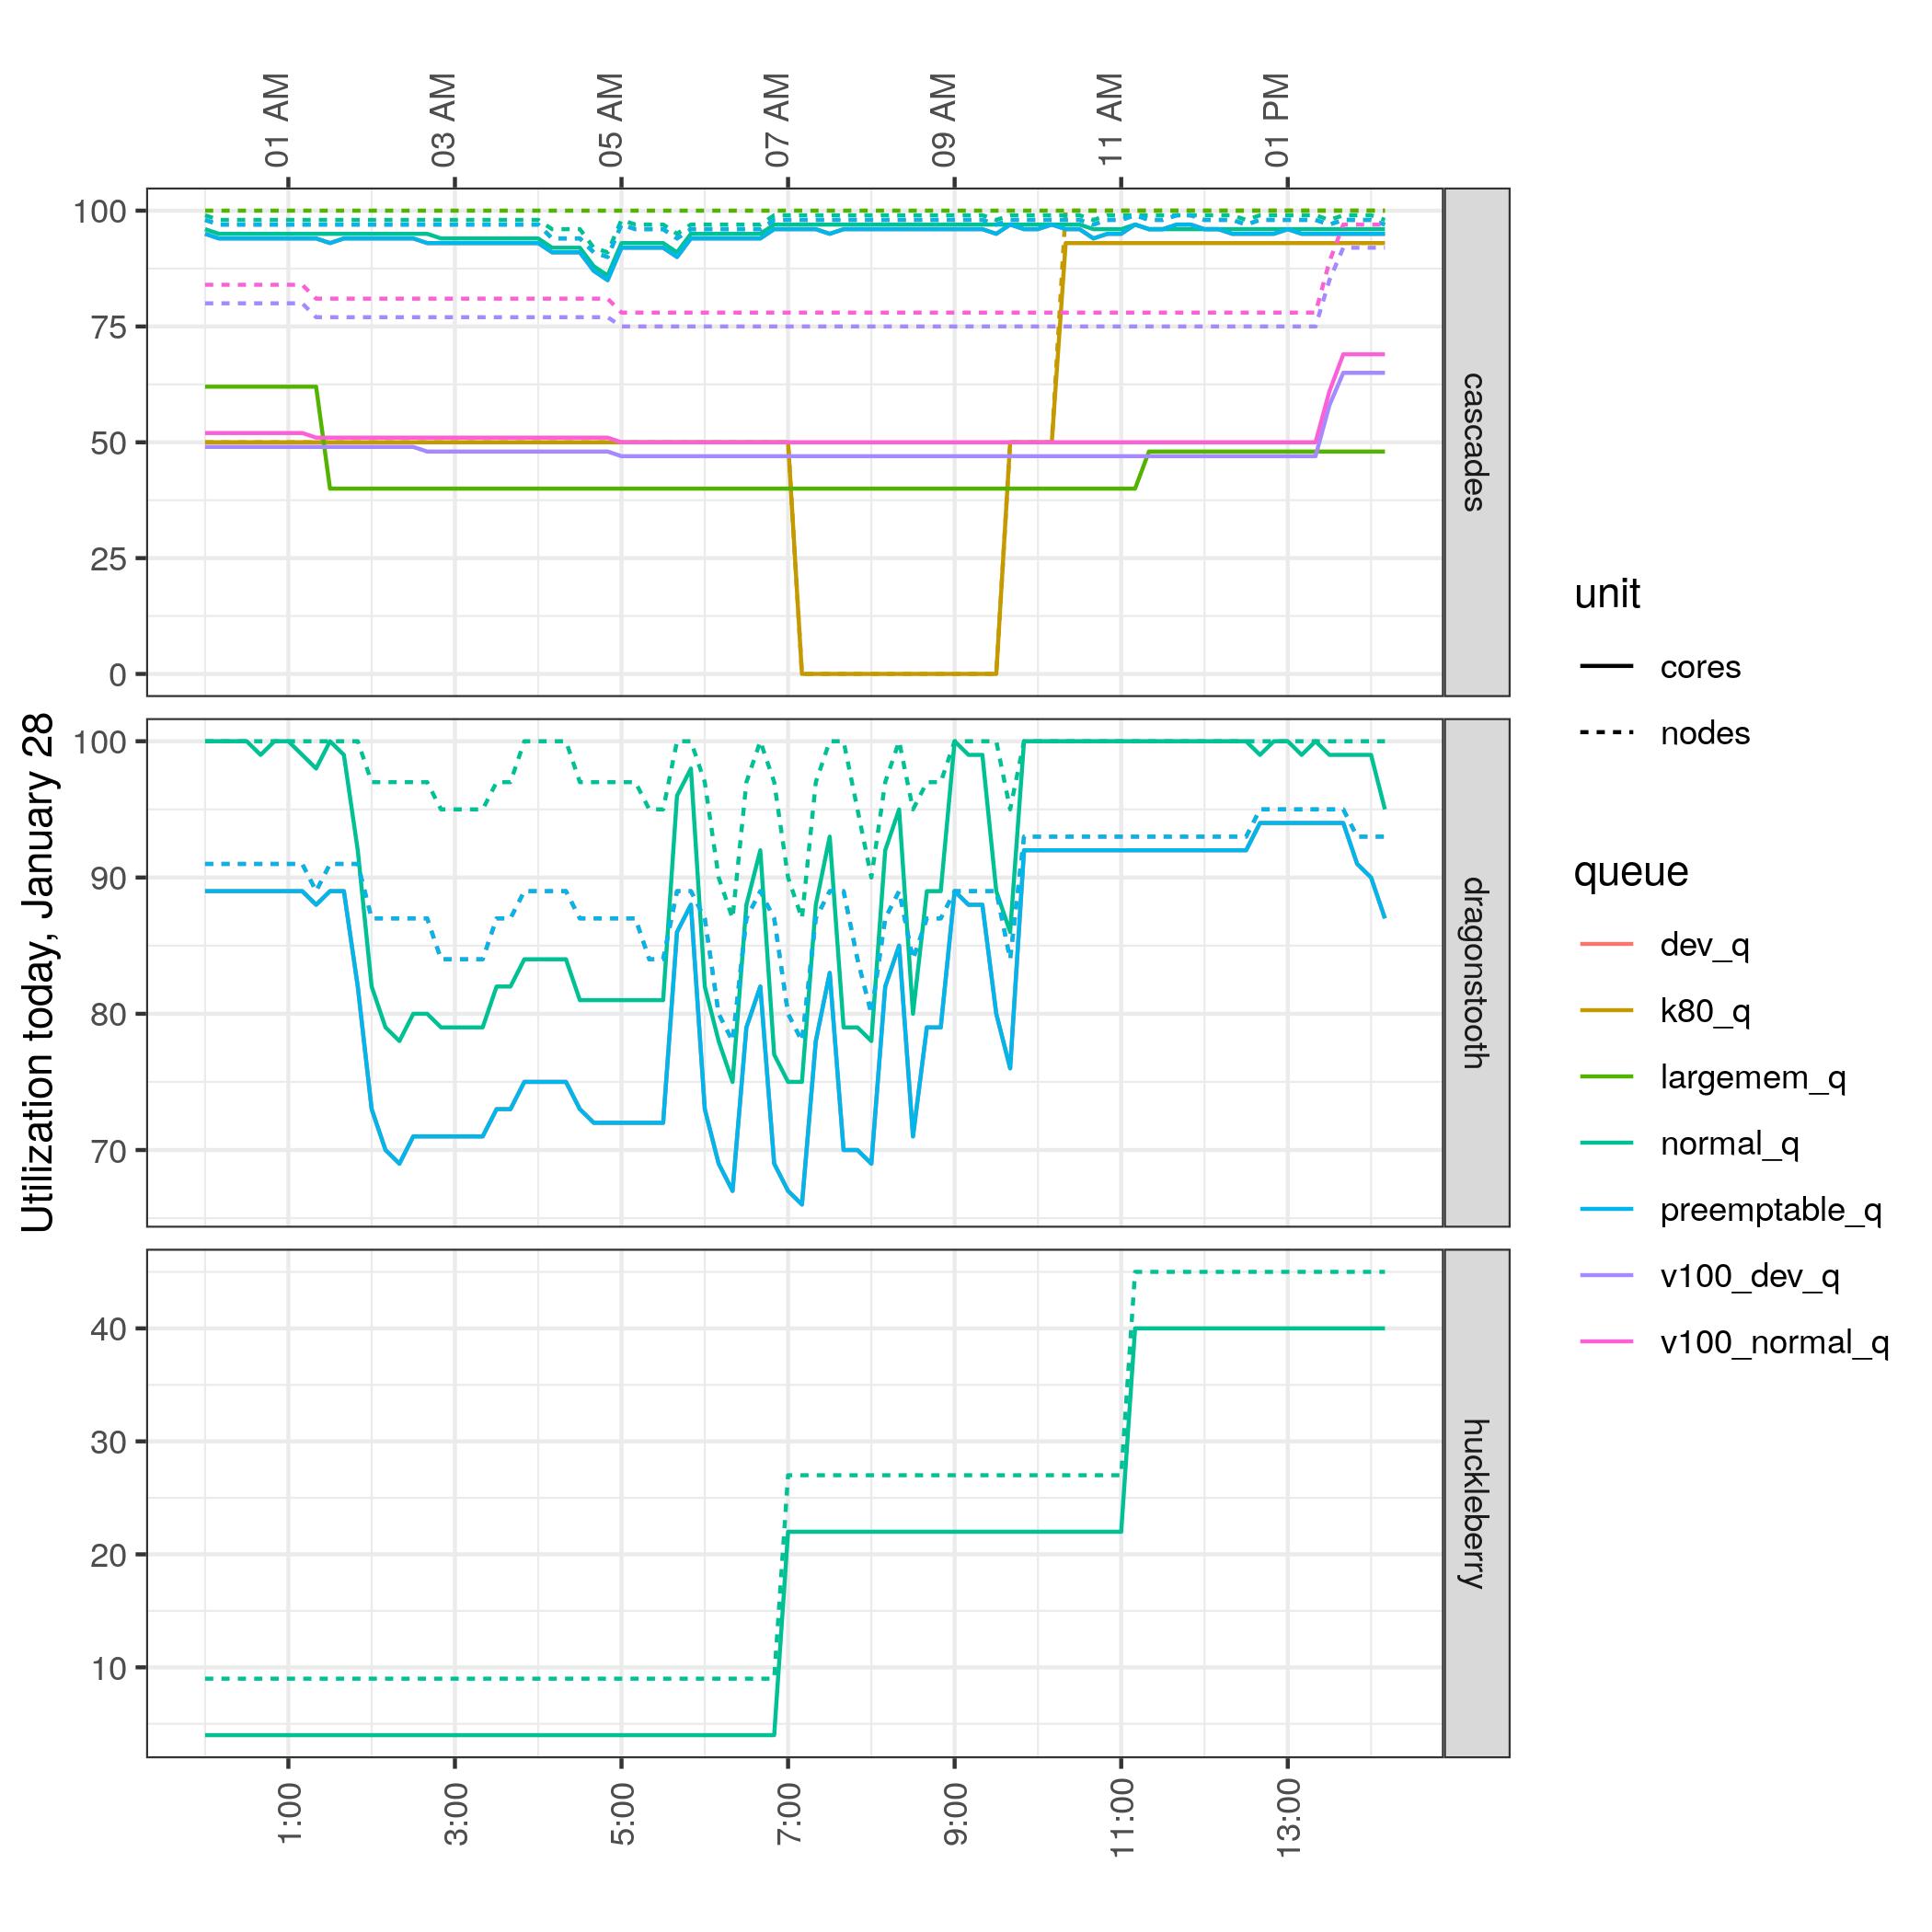 01 AM
03 AM
05 AM
07 AM
09 AM
11 AM
01 PM
100
75
50
25
0
cascades
Utilization today, January 28
100
90
80
70
dragonstooth
40
30
20
10
huckleberry
1:00
3:00
5:00
7:00
9:00
11:00
13:00
unit
cores
nodes
queue
dev_q
k80_q
largemem_q
normal_q
preemptable_q
v100_dev_q
v100_normal_q